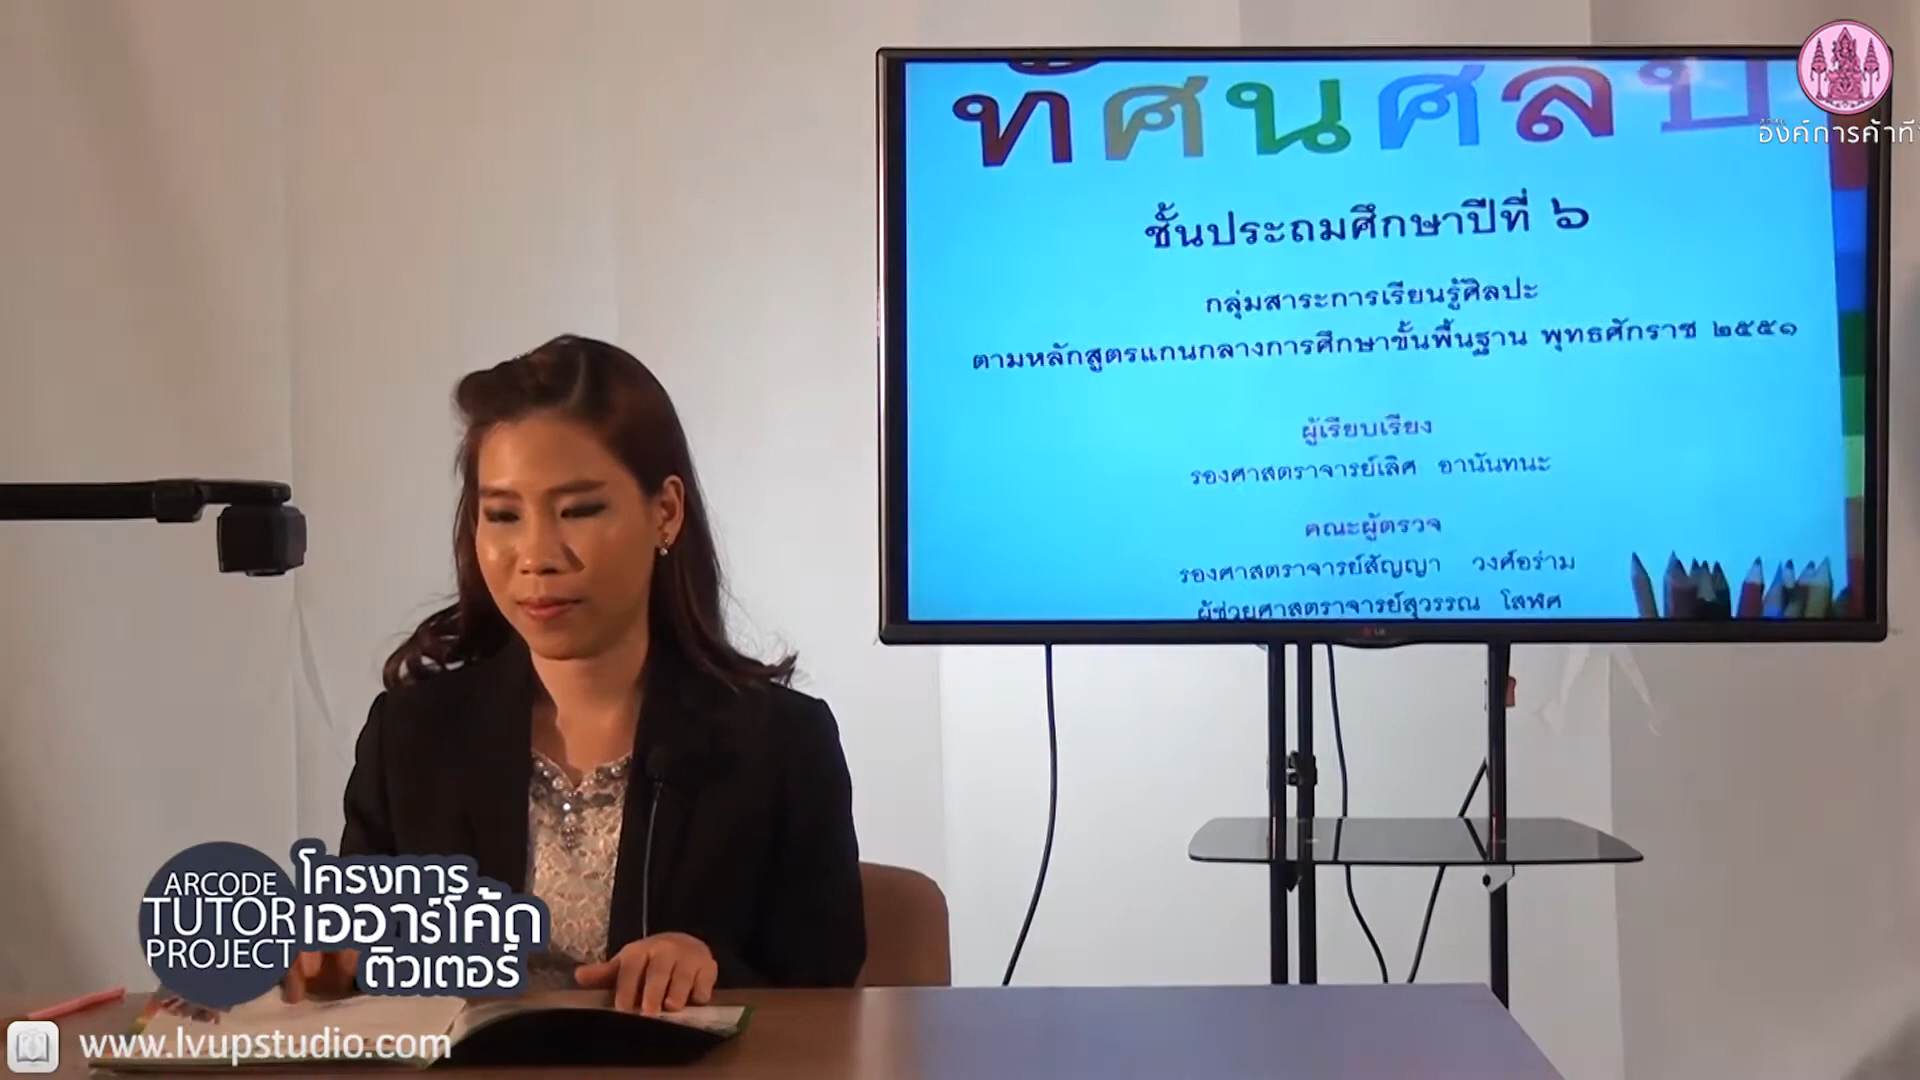 ทัศนศิลป
ชั้นประถมศึกษาปีที่ ๖
กลุ่มสาระการเรียนรู้ศิลปะ
ตามหลักสูตรแกนกลางการศึกษาขั้นพื้นฐาน พุทธศักราช ๒๕๕๑
ผู้เรียบเรียง
รองศาสตราจารย์เลิศ อานันทนะ
คณะผู้ตรวจ
รองศาสตราจารย์สัญญา วงศ์อร่าม
ผู้ช่วยศาสตราจารย์สุวรรณ โสฬศ
องค์การค้า
LG
ARCODE
TUTOR
PROJECT
โครงการ
เออาร์โค้ด
ติวเตอร์
www.lvupstudio.com